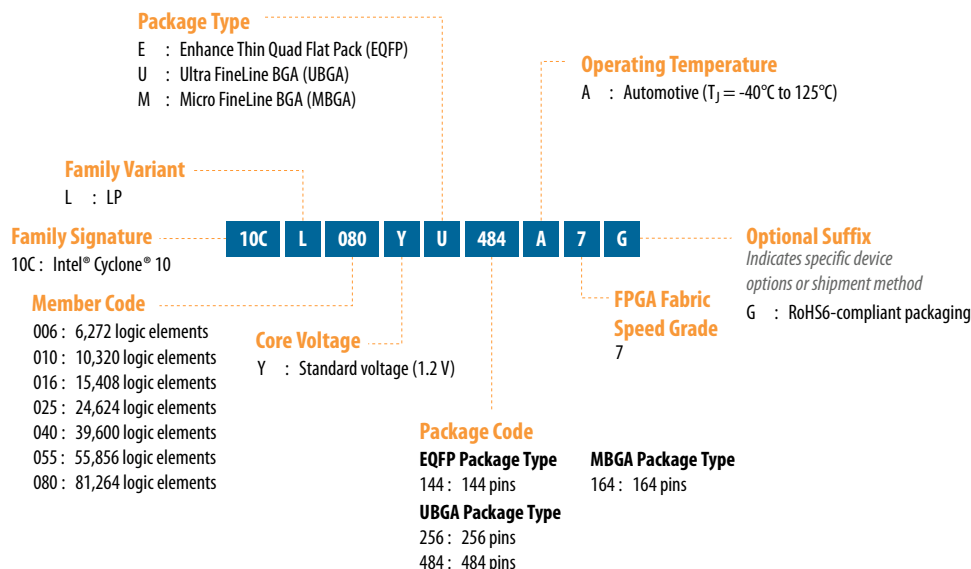 Package Type
E : Enhance Thin Quad Flat Pack (EQFP)
U : Ultra FineLine BGA (UBGA)
M : Micro FineLine BGA (MBGA)
Operating Temperature
A : Automotive (TJ = -40°C to 125°C)
Family Variant
L : LP
Family Signature
10C : Intel® Cyclone® 10
10C L 080 Y U 484 A 7 G
Optional Suffix
Indicates specific device
options or shipment method
G : RoHS6-compliant packaging
Member Code
006 : 6,272 logic elements
010 : 10,320 logic elements
016 : 15,408 logic elements
025 : 24,624 logic elements
040 : 39,600 logic elements
055 : 55,856 logic elements
080 : 81,264 logic elements
Core Voltage
Y : Standard voltage (1.2 V)
FPGA Fabric
Speed Grade
7
Package Code
EQFP Package Type
144 : 144 pins
UBGA Package Type
256 : 256 pins
484 : 484 pins
MBGA Package Type
164 : 164 pins